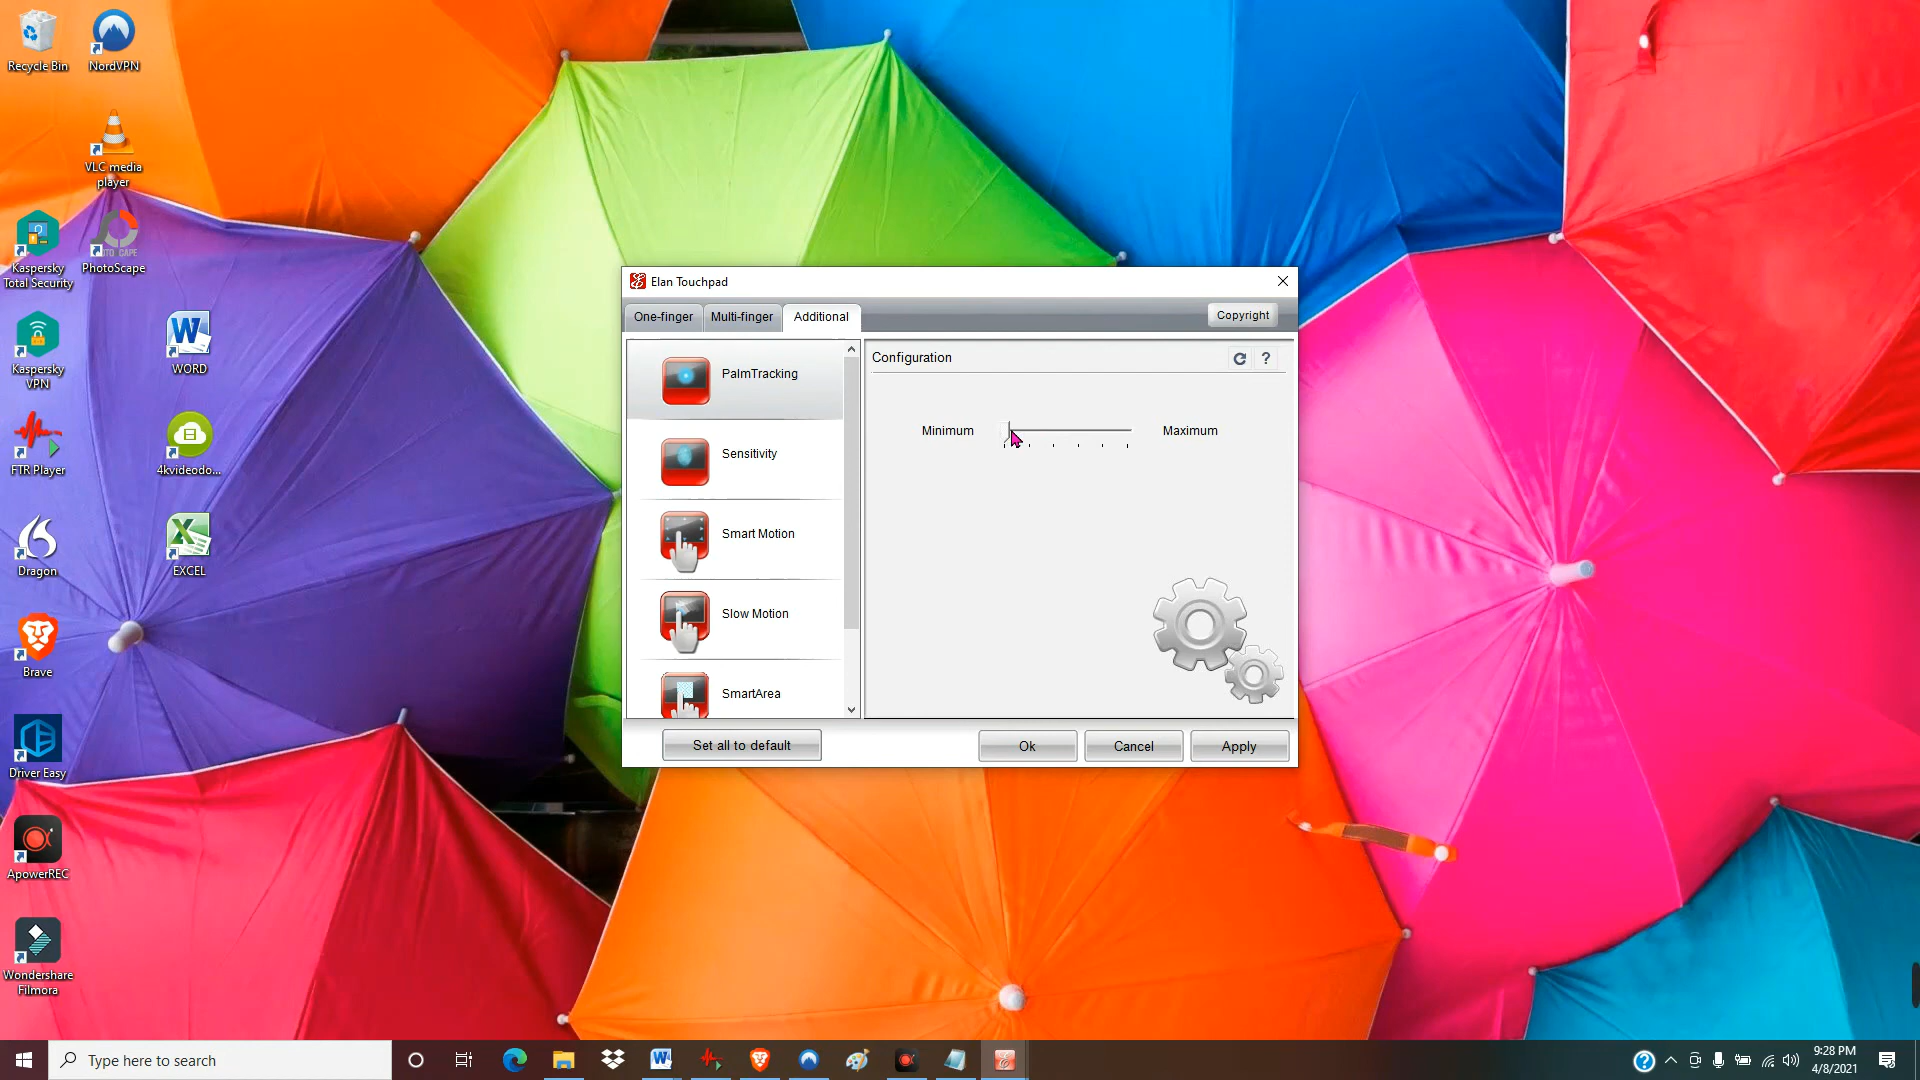 Recycle Bin
NordVPN
VLC media
player
Kaspersky
Total Security
PhotoScape
Kaspersky
VPN
WORD
FTR Player
4kvideodo...
Dragon
EXCEL
Brave
Driver Easy
ApowerREC
Wondershare
Filmora
Elan Touchpad
One-finger
Multi-finger
Additional
Copyright
PalmTracking
Sensitivity
Smart Motion
Slow Motion
SmartArea
Configuration
?
Minimum
Maximum
Set all to default
Ok
Cancel
Apply
Type here to search
9:28 PM
4/8/2021